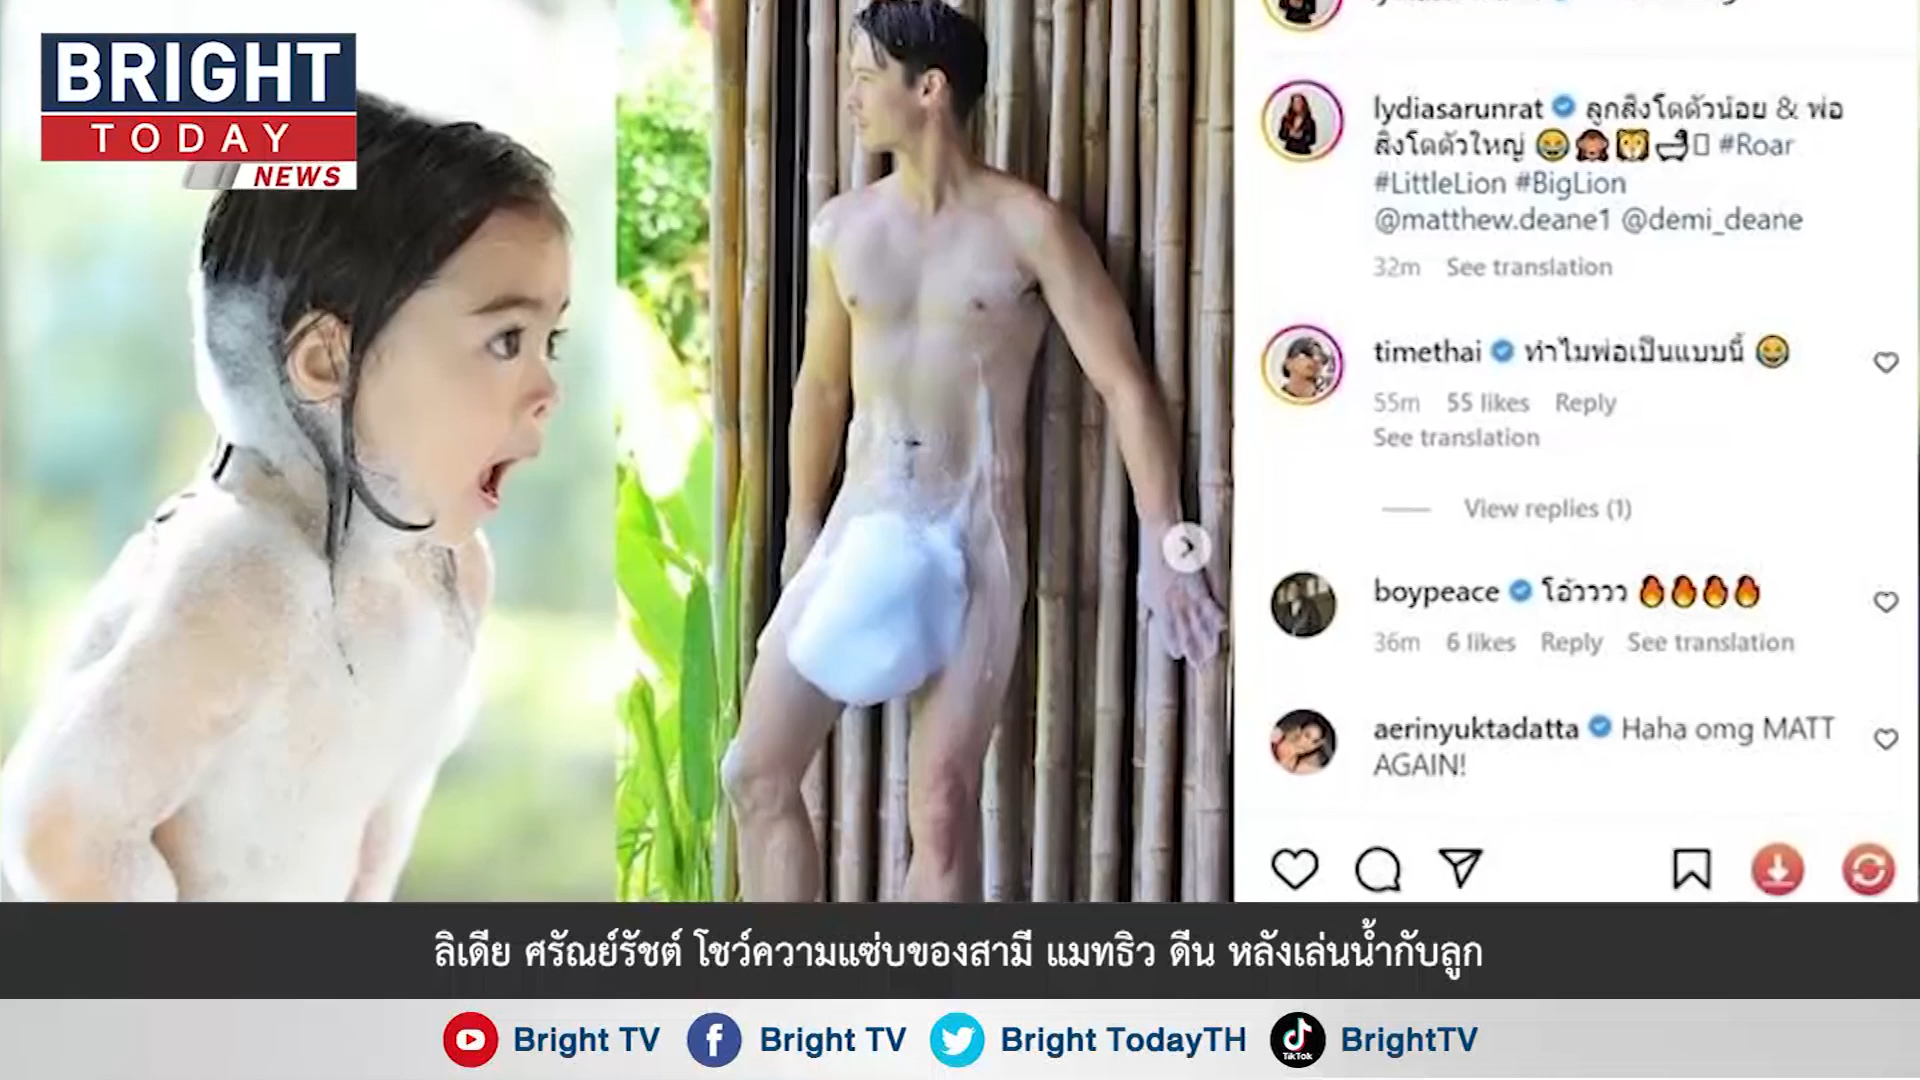 BRIGHT
TODAY
NEWS
lydiasarunrat ลูกสิงโตตัวน้อย & พ่อ
สิงโตตัวใหญ่ 😂🙈🦁🛁 #Roar
#LittleLion #BigLion
@matthew.deane1 @demi_deane
32m See translation
timethai ทำไมพ่อเป็นแบบนี้ 😂
55m 55 likes Reply
See translation
View replies (1)
boypeace โอ้วววว 🔥🔥🔥🔥
36m 6 likes Reply See translation
aerinyuktadatta Haha omg MATT
AGAIN!
ลิเดีย ศรัณย์รัชต์ โชว์ความแซ่บของสามี แมทธิว ดีน หลังเล่นน้ำกับลูก
Bright TV Bright TV Bright TodayTH TikTok BrightTV